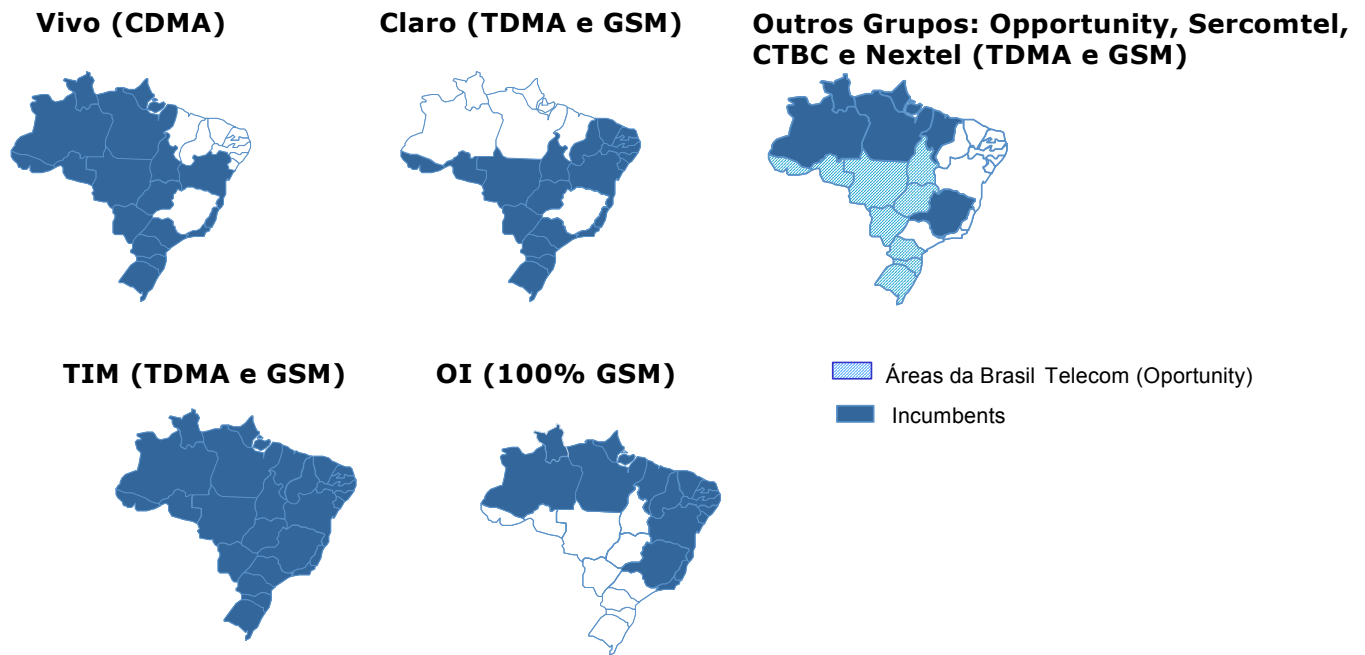 Vivo (CDMA)
Claro (TDMA e GSM)
Outros Grupos: Opportunity, Sercomtel,
CTBC e Nextel (TDMA e GSM)
TIM (TDMA e GSM)
OI (100% GSM)
Áreas da Brasil Telecom (Oportunity)
Incumbents